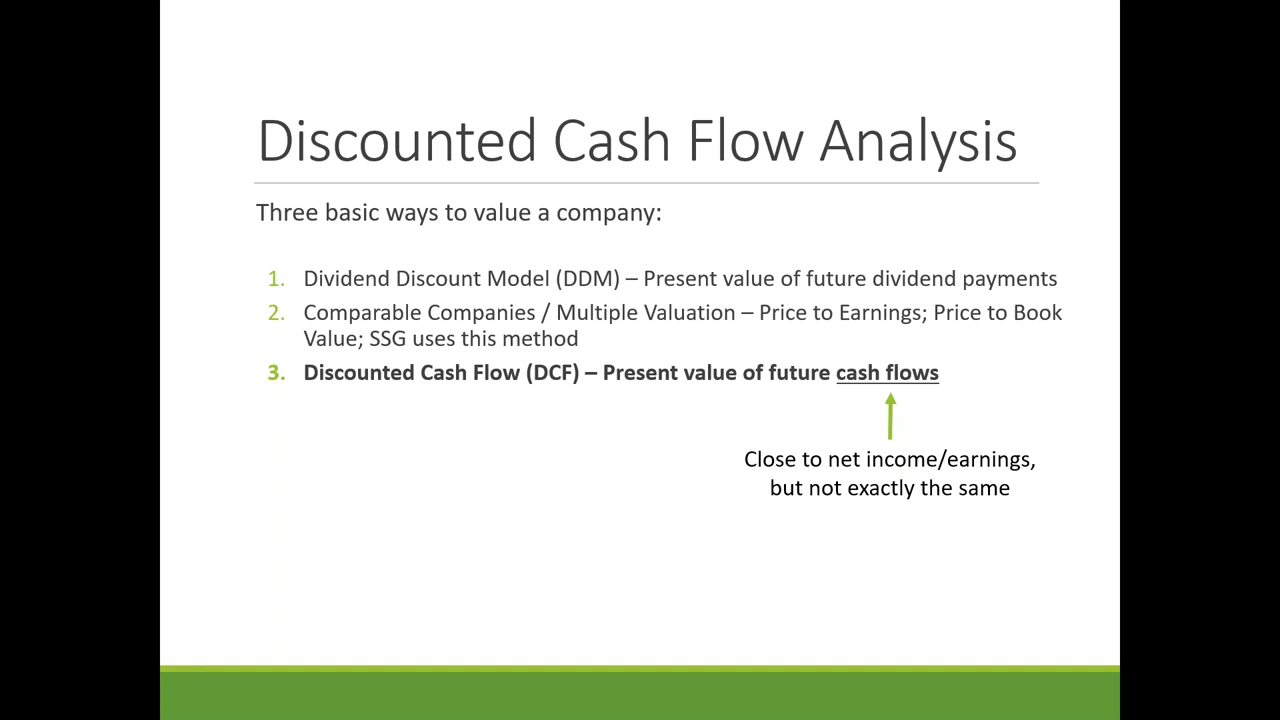 Discounted Cash Flow Analysis
Three basic ways to value a company:
1. Dividend Discount Model (DDM) – Present value of future dividend payments
2. Comparable Companies / Multiple Valuation – Price to Earnings; Price to Book
Value; SSG uses this method
3. Discounted Cash Flow (DCF) – Present value of future cash flows
Close to net income/earnings,
but not exactly the same